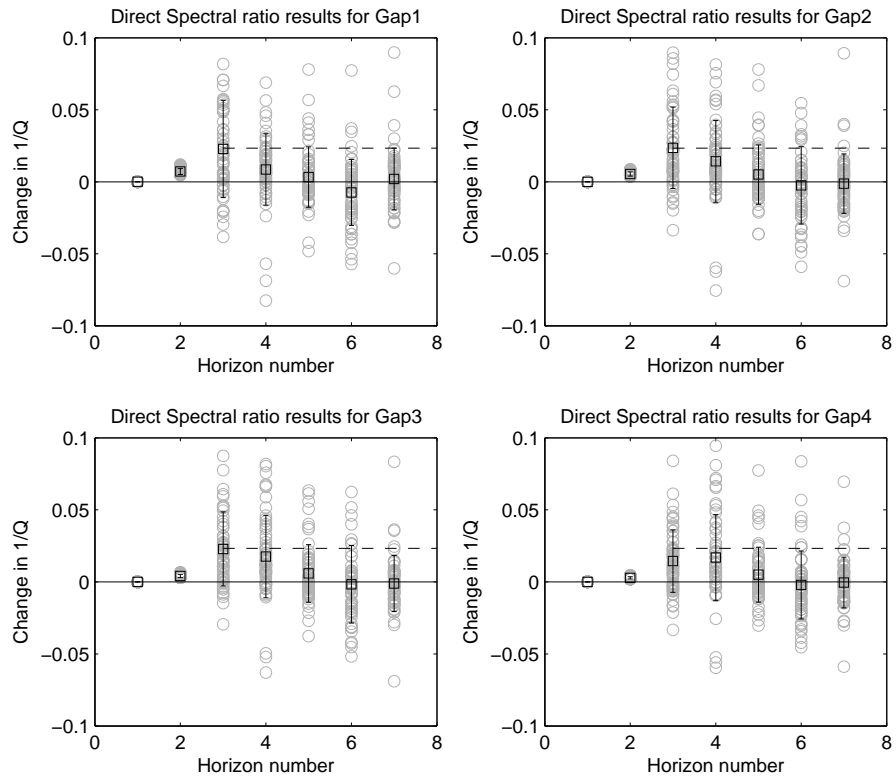 Direct Spectral ratio results for Gap1
0.1
0.05
0
−0.05
−0.1
Change in 1/Q
0 2 4 6 8
Horizon number
Direct Spectral ratio results for Gap2
0.1
0.05
0
−0.05
−0.1
Change in 1/Q
0 2 4 6 8
Horizon number
Direct Spectral ratio results for Gap3
0.1
0.05
0
−0.05
−0.1
Change in 1/Q
0 2 4 6 8
Horizon number
Direct Spectral ratio results for Gap4
0.1
0.05
0
−0.05
−0.1
Change in 1/Q
0 2 4 6 8
Horizon number